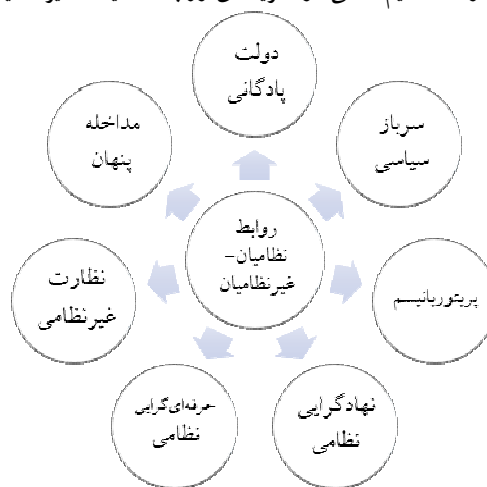 دولت
پادگانی
سرباز
سیاسی
مداخله
پنهان
روابط
نظامیان-
غیرنظامیان
نظارت
غیرنظامی
پریتوریانیسم
حرفه‌ای‌گرایی
نظامی
نهادگرایی
نظامی